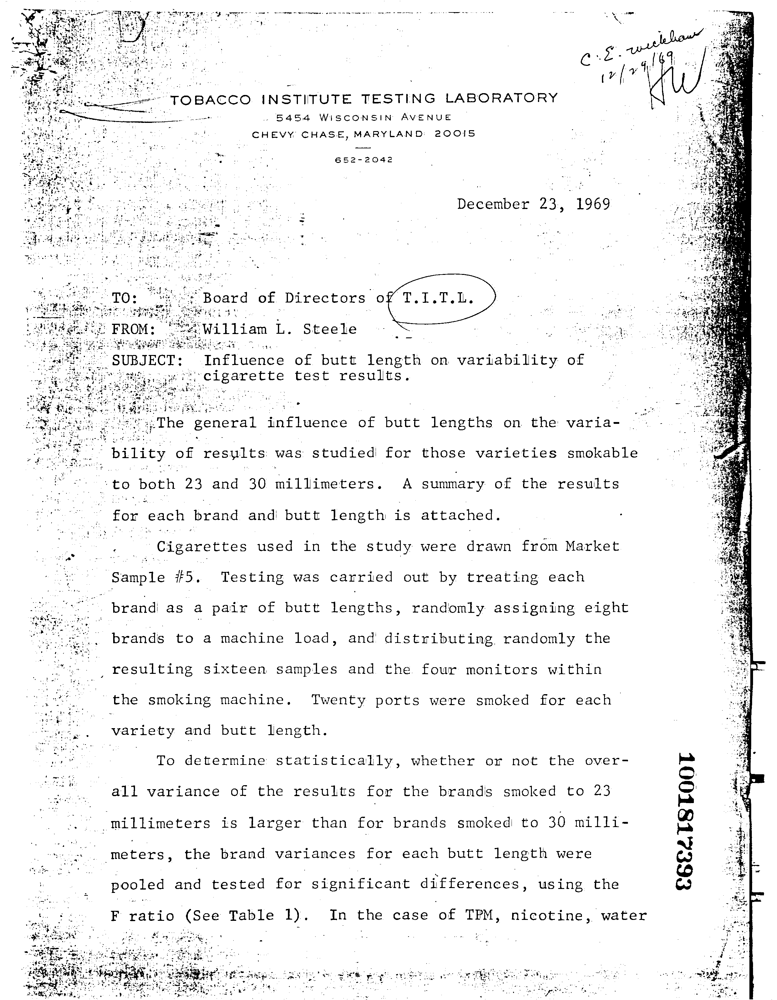 C. E. Wickham
12/29/69
HW
TOBACCO INSTITUTE TESTING LABORATORY
5454 WISCONSIN AVENUE
CHEVY CHASE, MARYLAND 20015
652-2042
December 23, 1969
TO: Board of Directors of T.I.T.L.
FROM: William L. Steele
SUBJECT: Influence of butt length on variability of
cigarette test results.
The general influence of butt lengths on the varia-
bility of results was studied for those varieties smokable
to both 23 and 30 millimeters. A summary of the results
for each brand and butt length is attached.
Cigarettes used in the study were drawn from Market
Sample #5. Testing was carried out by treating each
brand as a pair of butt lengths, randomly assigning eight
brands to a machine load, and distributing randomly the
resulting sixteen samples and the four monitors within
the smoking machine. Twenty ports were smoked for each
variety and butt length.
To determine statistically, whether or not the over-
all variance of the results for the brands smoked to 23
millimeters is larger than for brands smoked to 30 milli-
meters, the brand variances for each butt length were
pooled and tested for significant differences, using the
F ratio (See Table 1). In the case of TPM, nicotine, water
1001817393